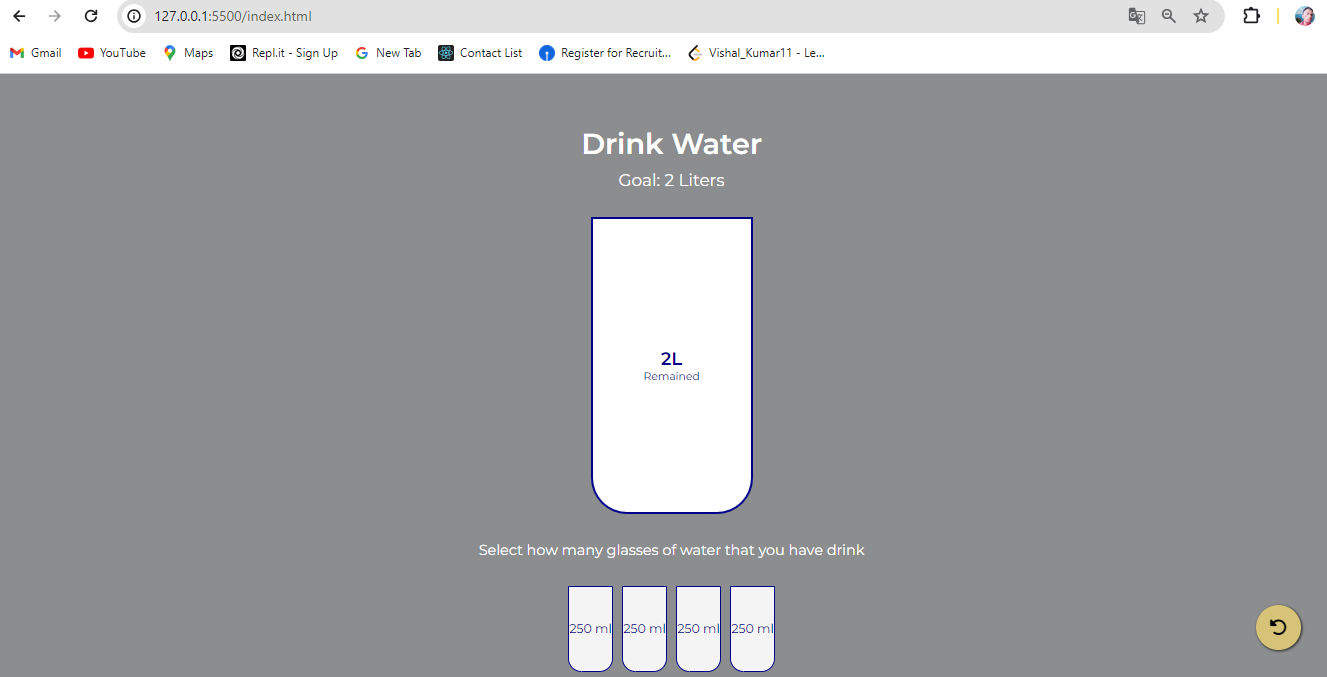 127.0.0.1:5500/index.html
Gmail YouTube Maps Repl.it - Sign Up New Tab Contact List Register for Recruit... Vishal_Kumar11 - Le...
Drink Water
Goal: 2 Liters
2L
Remained
Select how many glasses of water that you have drink
250 ml 250 ml 250 ml 250 ml